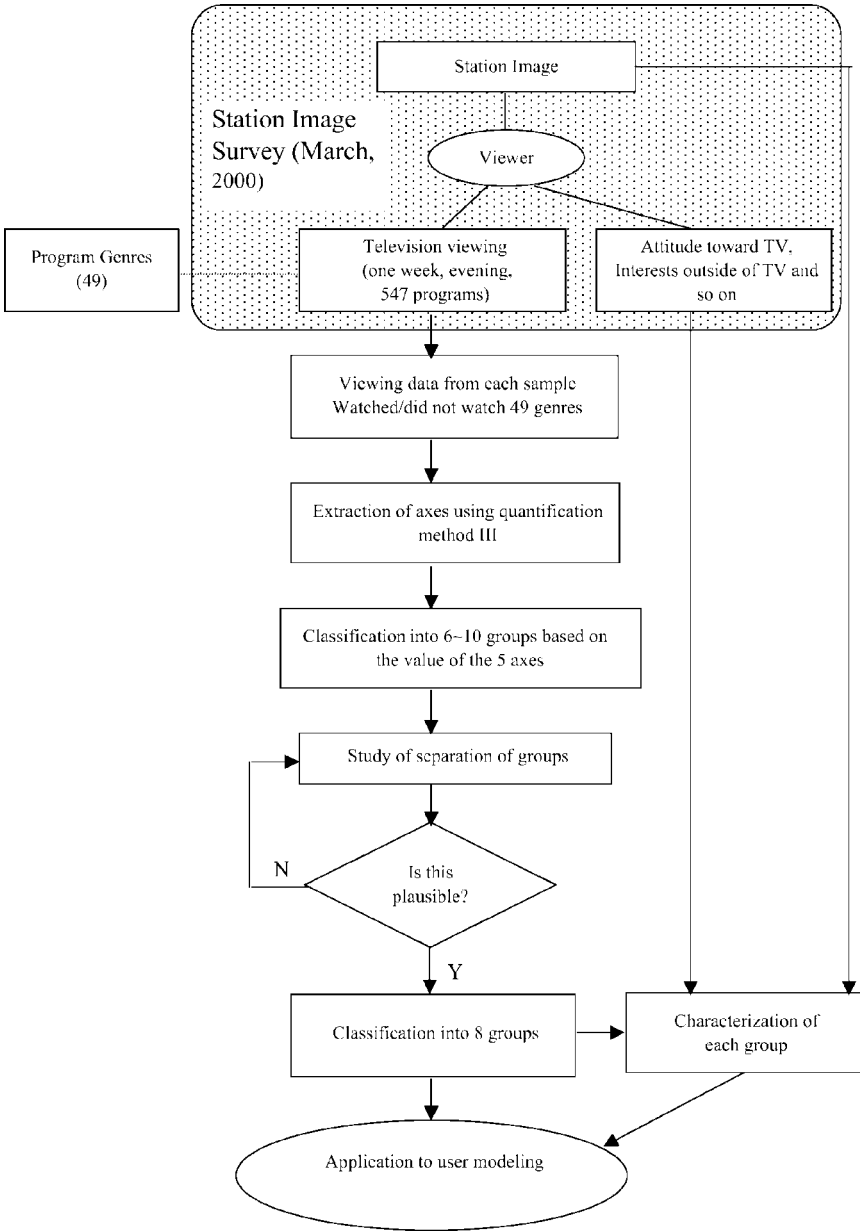 Station Image
Station Image
Survey (March,
2000)
Viewer
Program Genres
(49)
Television viewing
(one week, evening,
547 programs)
Attitude toward TV,
Interests outside of TV and
so on
Viewing data from each sample
Watched/did not watch 49 genres
Extraction of axes using quantification
method III
Classification into 6~10 groups based on
the value of the 5 axes
Study of separation of groups
Is this
plausible?
N
Y
Classification into 8 groups
Characterization of
each group
Application to user modeling